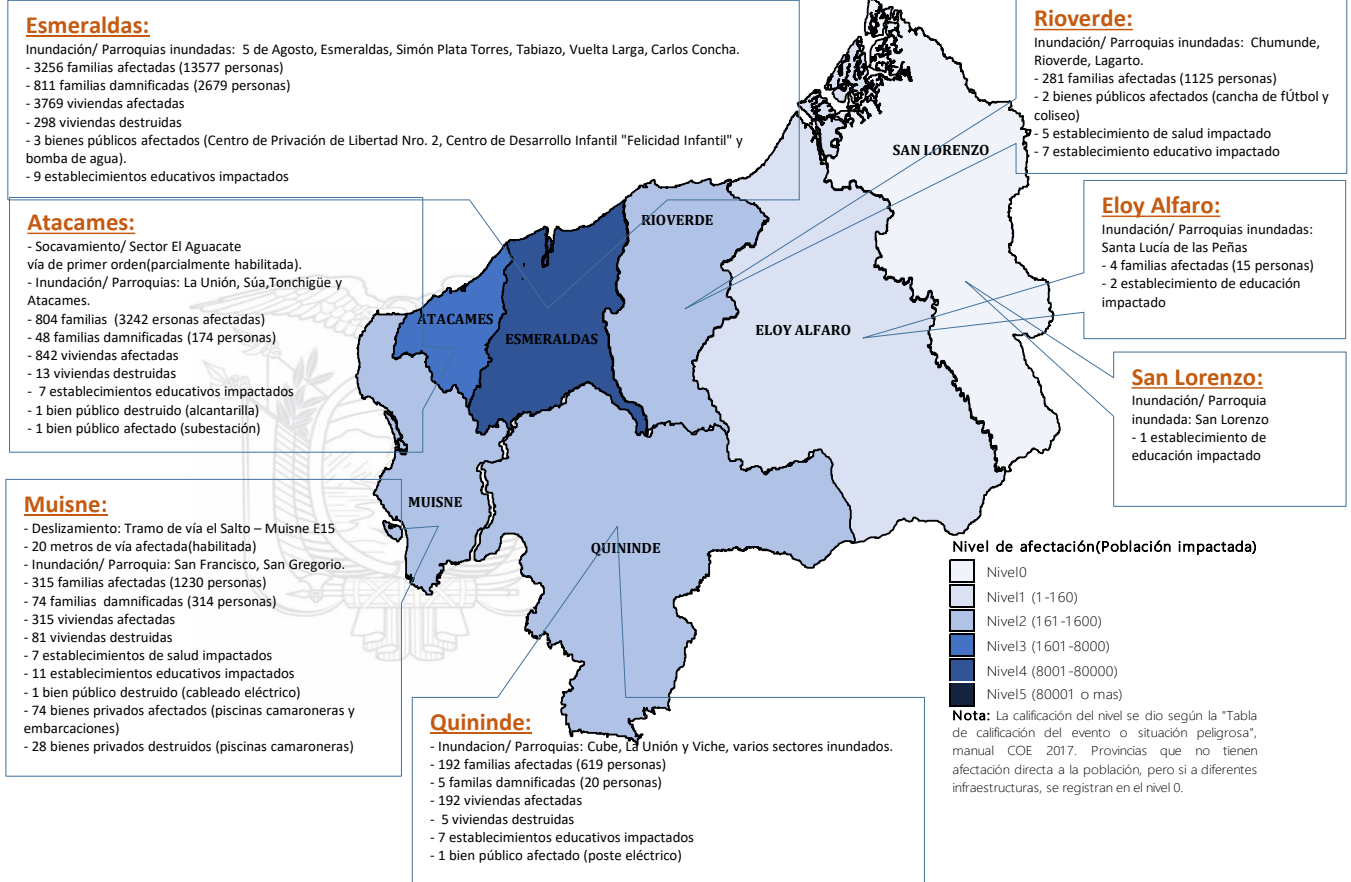 Esmeraldas:
Inundación/ Parroquias inundadas: 5 de Agosto, Esmeraldas, Simón Plata Torres, Tabiazo, Vuelta Larga, Carlos Concha.
- 3256 familias afectadas (13577 personas)
- 811 familias damnificadas (2679 personas)
- 3769 viviendas afectadas
- 298 viviendas destruidas
- 3 bienes públicos afectados (Centro de Privación de Libertad Nro. 2, Centro de Desarrollo Infantil "Felicidad Infantil" y
bomba de agua).
- 9 establecimientos educativos impactados
Rioverde:
Inundación/ Parroquias inundadas: Chumunde,
Rioverde, Lagarto.
- 281 familias afectadas (1125 personas)
- 2 bienes públicos afectados (cancha de fÚtbol y
coliseo)
- 5 establecimiento de salud impactado
- 7 establecimiento educativo impactado
Atacames:
- Socavamiento/ Sector El Aguacate
vía de primer orden(parcialmente habilitada).
- Inundación/ Parroquias: La Unión, Súa,Tonchigüe y
Atacames.
- 804 familias (3242 ersonas afectadas)
- 48 familias damnificadas (174 personas)
- 842 viviendas afectadas
- 13 viviendas destruidas
- 7 establecimientos educativos impactados
- 1 bien público destruido (alcantarilla)
- 1 bien público afectado (subestación)
Eloy Alfaro:
Inundación/ Parroquias inundadas:
Santa Lucía de las Peñas
- 4 familias afectadas (15 personas)
- 2 establecimiento de educación
impactado
San Lorenzo:
Inundación/ Parroquia
inundada: San Lorenzo
- 1 establecimiento de
educación impactado
Muisne:
- Deslizamiento: Tramo de vía el Salto – Muisne E15
- 20 metros de vía afectada(habilitada)
- Inundación/ Parroquia: San Francisco, San Gregorio.
- 315 familias afectadas (1230 personas)
- 74 familias damnificadas (314 personas)
- 315 viviendas afectadas
- 81 viviendas destruidas
- 7 establecimientos de salud impactados
- 11 establecimientos educativos impactados
- 1 bien público destruido (cableado eléctrico)
- 74 bienes privados afectados (piscinas camaroneras y
embarcaciones)
- 28 bienes privados destruidos (piscinas camaroneras)
Quininde:
- Inundacion/ Parroquias: Cube, La Unión y Viche, varios sectores inundados.
- 192 familias afectadas (619 personas)
- 5 familas damnificadas (20 personas)
- 192 viviendas afectadas
- 5 viviendas destruidas
- 7 establecimientos educativos impactados
- 1 bien público afectado (poste eléctrico)
SAN LORENZO
RIOVERDE
ELOY ALFARO
ATACAMES
ESMERALDAS
MUISNE
QUININDE
Nivel de afectación(Población impactada)
Nivel0
Nivel1 (1-160)
Nivel2 (161-1600)
Nivel3 (1601-8000)
Nivel4 (8001-80000)
Nivel5 (80001 o mas)
Nota: La calificación del nivel se dio según la "Tabla
de calificación del evento o situación peligrosa",
manual COE 2017. Provincias que no tienen
afectación directa a la población, pero si a diferentes
infraestructuras, se registran en el nivel 0.